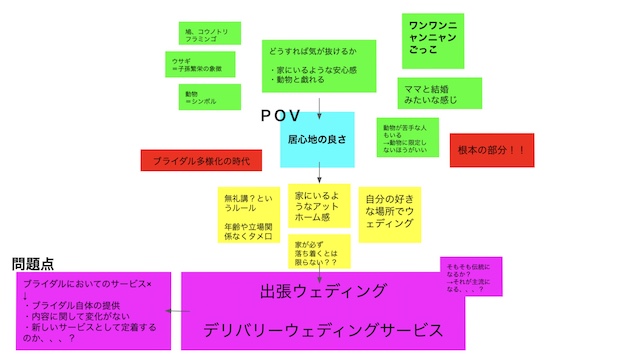 鳩、コウノトリ
フラミンゴ
ウサギ
＝子孫繁栄の象徴
動物
＝シンボル
どうすれば気が抜けるか
・家にいるような安心感
・動物と戯れる
ワンワンニ
ャンニャン
ごっこ
ママと結婚
みたいな感じ
動物が苦手な人
もいる
→動物に限定し
ないほうがいい
根本の部分！！
ＰＯＶ
居心地の良さ
ブライダル多様化の時代
無礼講？とい
うルール
年齢や立場関
係なくタメ口
家にいるよ
うなアット
ホーム感
自分の好き
な場所でウ
ェディング
家が必ず
落ち着くとは
限らない？？
そもそも伝統に
なるか？
→それが主流に
なる、、、？
問題点
ブライダルにおいてのサービス×
↓
・ブライダル自体の提供
・内容に関して変化がない
・新しいサービスとして定着する
のか、、、？
出張ウェディング
デリバリーウェディングサービス